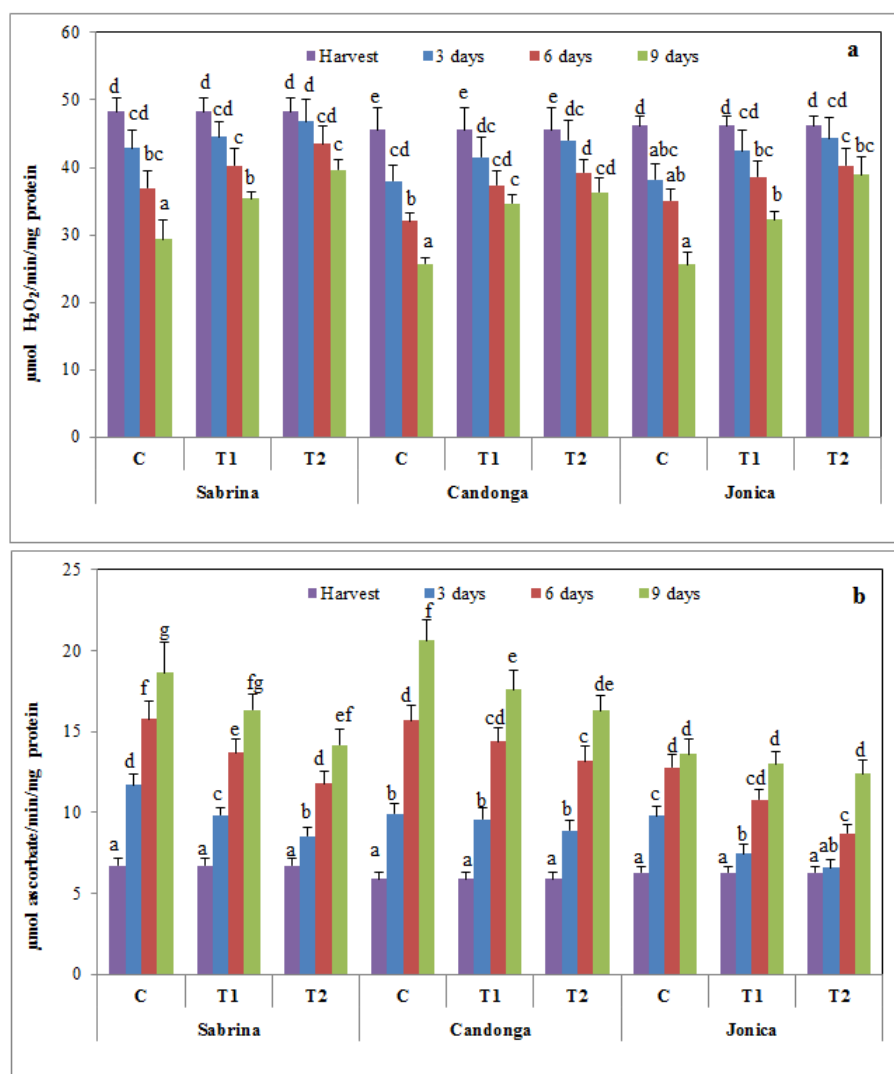 60
a
Harvest 3 days 6 days 9 days
50
40
30
20
10
0
µmol H₂O₂/min/mg protein
d cd bc a d cd c b d d cd c e cd b a e dc cd c e dc d cd d abc ab a d cd bc b d cd c bc
C T1 T2 C T1 T2 C T1 T2
Sabrina Candonga Jonica
25
b
Harvest 3 days 6 days 9 days
20
15
10
5
0
µmol ascorbate/min/mg protein
a d f g a c e fg a b d ef a b d f a b cd e a b c de a c d d a b cd d a ab c d
C T1 T2 C T1 T2 C T1 T2
Sabrina Candonga Jonica